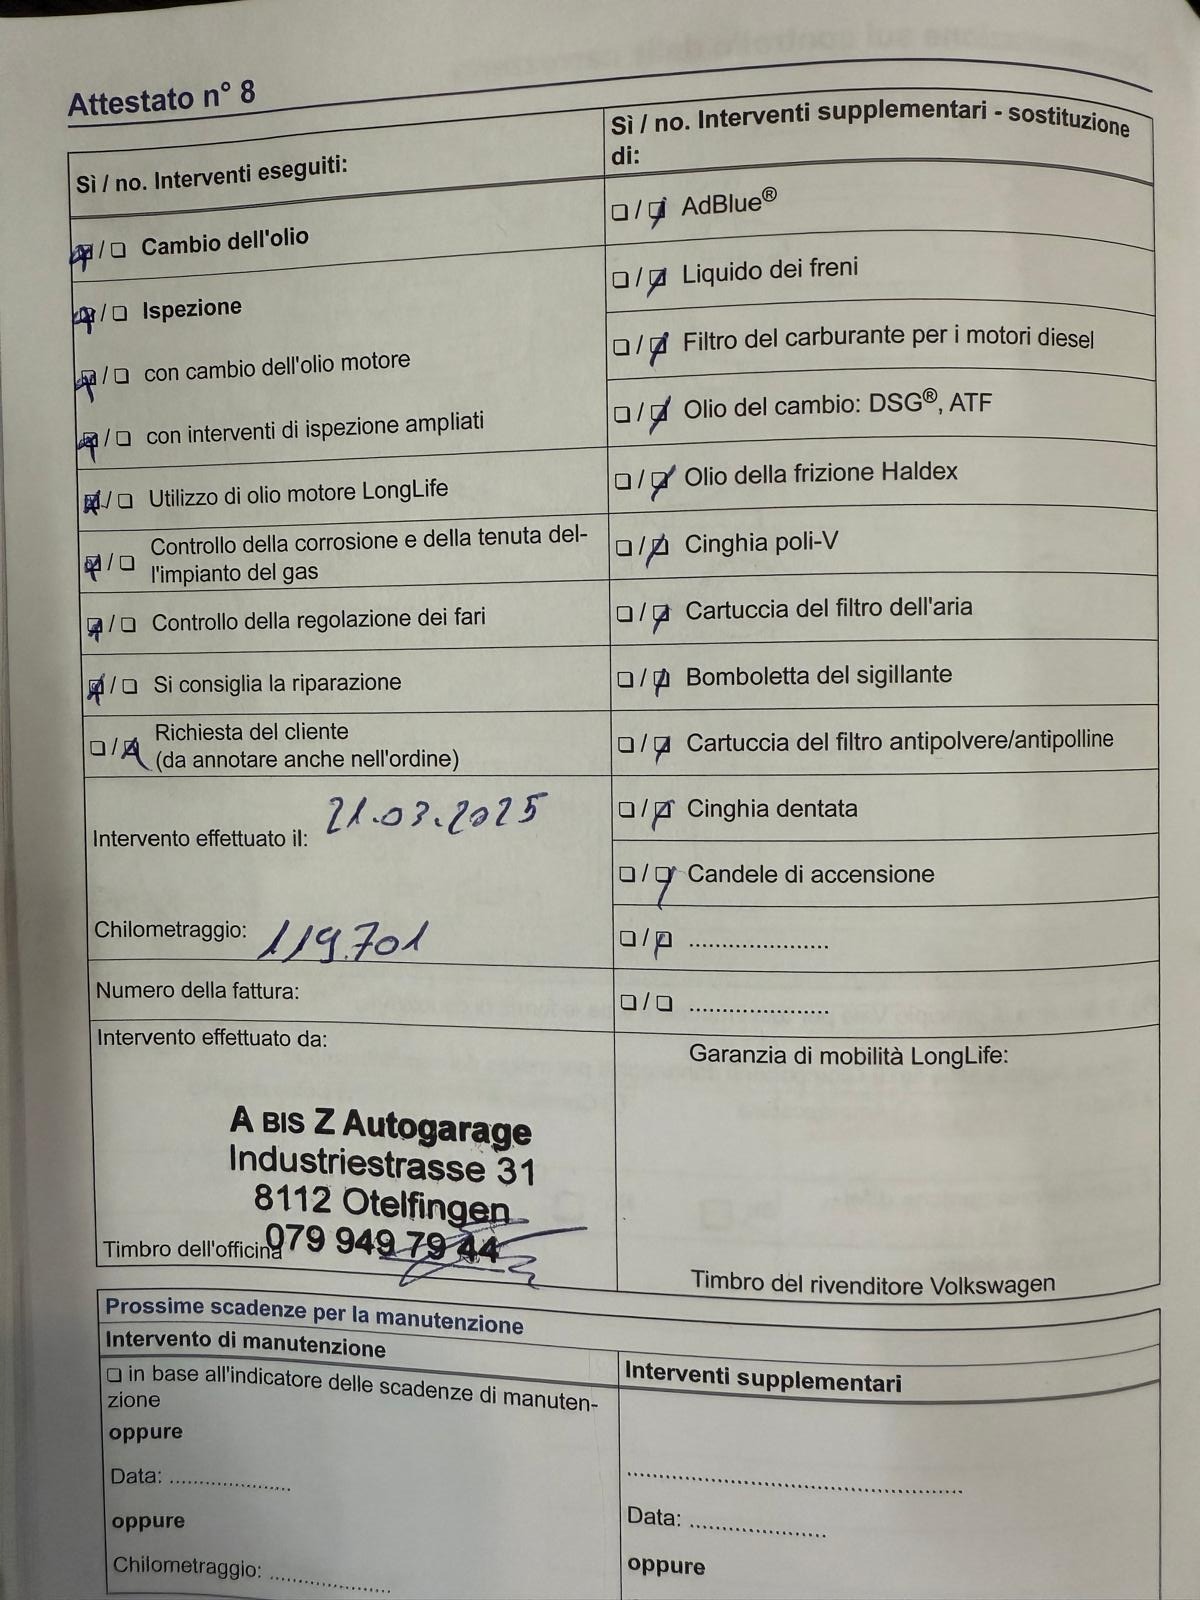 Attestato n° 8
Sì / no. Interventi eseguiti:
☒ / ☐ Cambio dell'olio
☒ / ☐ Ispezione
☒ / ☐ con cambio dell'olio motore
☒ / ☐ con interventi di ispezione ampliati
☒ / ☐ Utilizzo di olio motore LongLife
☒ / ☐ Controllo della corrosione e della tenuta del-
l'impianto del gas
☒ / ☐ Controllo della regolazione dei fari
☒ / ☐ Si consiglia la riparazione
☐ / ☒ Richiesta del cliente
(da annotare anche nell'ordine)
Intervento effettuato il: 21.03.2025
Chilometraggio: 119.701
Numero della fattura:
Intervento effettuato da:
A BIS Z Autogarage
Industriestrasse 31
8112 Otelfingen
079 949 79 44
Timbro dell'officina
Sì / no. Interventi supplementari - sostituzione
di:
☐ / ☒ AdBlue®
☐ / ☒ Liquido dei freni
☐ / ☒ Filtro del carburante per i motori diesel
☐ / ☒ Olio del cambio: DSG®, ATF
☐ / ☒ Olio della frizione Haldex
☐ / ☒ Cinghia poli-V
☐ / ☒ Cartuccia del filtro dell'aria
☐ / ☒ Bomboletta del sigillante
☐ / ☒ Cartuccia del filtro antipolvere/antipolline
☐ / ☒ Cinghia dentata
☐ / ☒ Candele di accensione
☐ / ☒ .....................
☐ / ☐ .....................
Garanzia di mobilità LongLife:
Timbro del rivenditore Volkswagen
Prossime scadenze per la manutenzione
Intervento di manutenzione
☐ in base all'indicatore delle scadenze di manuten-
zione
oppure
Data: ....................
oppure
Chilometraggio: ....................
Interventi supplementari
..................................................
Data: ....................
oppure